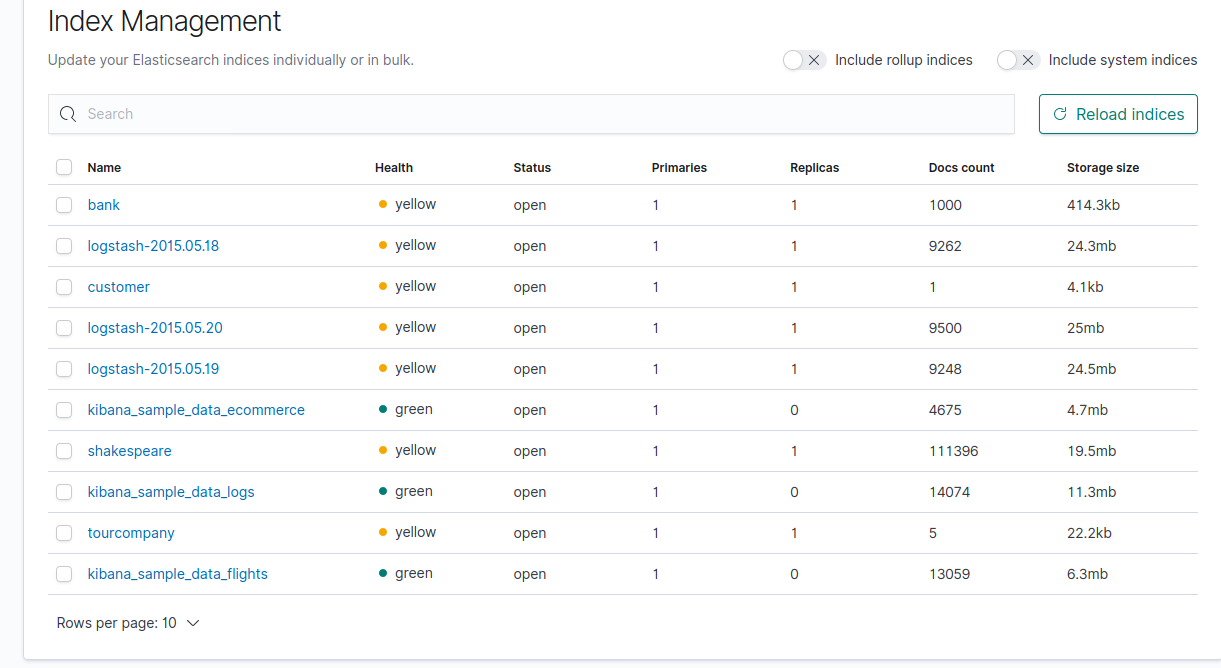 Index Management
Update your Elasticsearch indices individually or in bulk. Include rollup indices Include system indices
Search Reload indices
Name Health Status Primaries Replicas Docs count Storage size
bank yellow open 1 1 1000 414.3kb
logstash-2015.05.18 yellow open 1 1 9262 24.3mb
customer yellow open 1 1 1 4.1kb
logstash-2015.05.20 yellow open 1 1 9500 25mb
logstash-2015.05.19 yellow open 1 1 9248 24.5mb
kibana_sample_data_ecommerce green open 1 0 4675 4.7mb
shakespeare yellow open 1 1 111396 19.5mb
kibana_sample_data_logs green open 1 0 14074 11.3mb
tourcompany yellow open 1 1 5 22.2kb
kibana_sample_data_flights green open 1 0 13059 6.3mb
Rows per page: 10